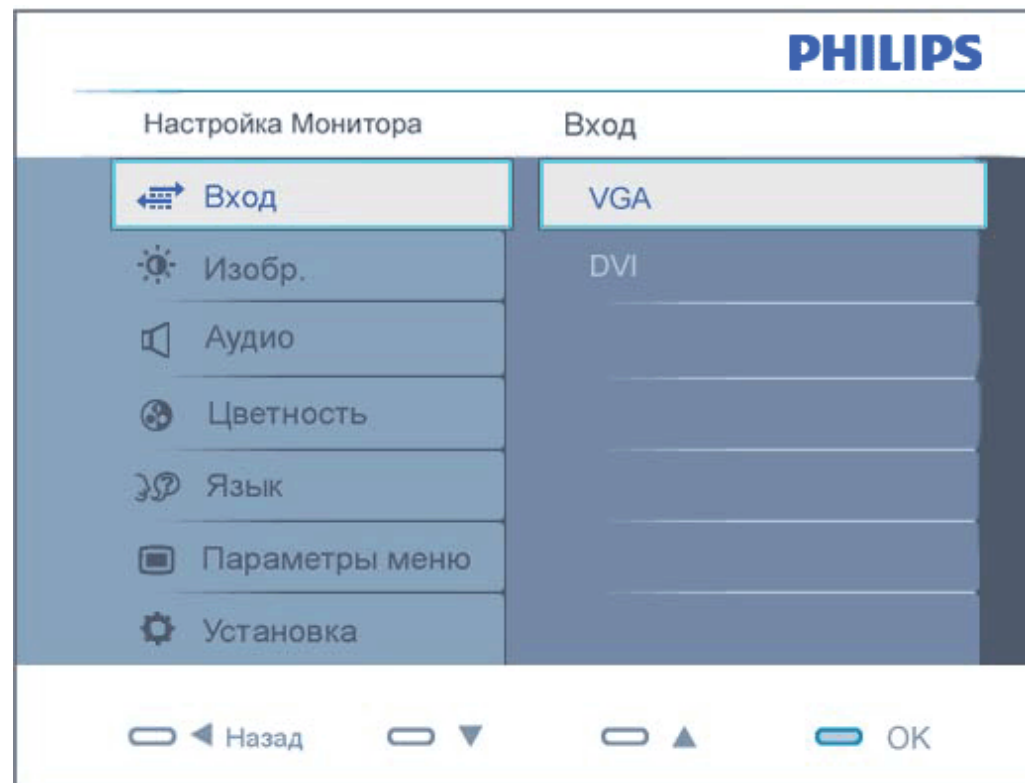 PHILIPS
Настройка Монитора Вход
Вход VGA
Изобр. DVI
Аудио
Цветность
Язык
Параметры меню
Установка
Назад OK